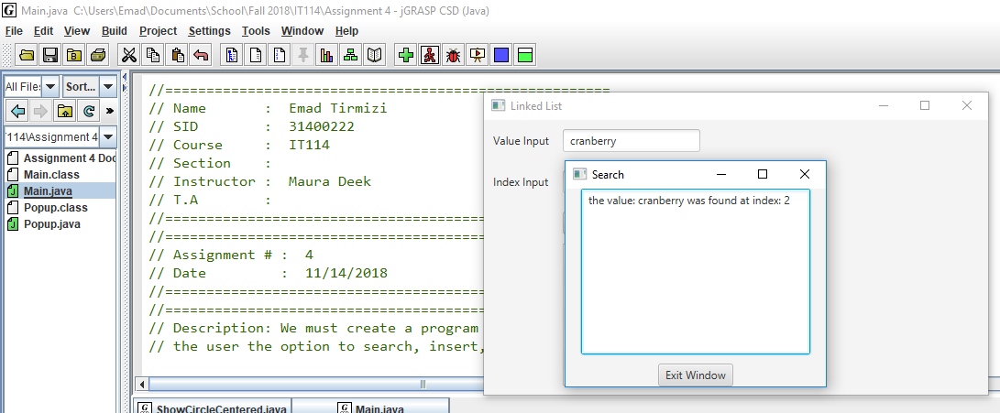 Main.java C:\Users\Emad\Documents\School\Fall 2018\IT114\Assignment 4 - jGRASP CSD (Java)
File Edit View Build Project Settings Tools Window Help
All Files Sort...
'114\Assignment 4
Assignment 4 Doc
Main.class
Main.java
Popup.class
Popup.java
//======================================================
// Name       :  Emad Tirmizi
// SID        :  31400222
// Course     :  IT114
// Section    :
// Instructor :  Maura Deek
// T.A        :
//========================================
//========================================
// Assignment # :  4
// Date         :  11/14/2018
//========================================
//========================================
// Description: We must create a program
// the user the option to search, insert,
ShowCircleCentered.java Main.java
Linked List
Value Input cranberry
Index Input
Search
the value: cranberry was found at index: 2
Exit Window